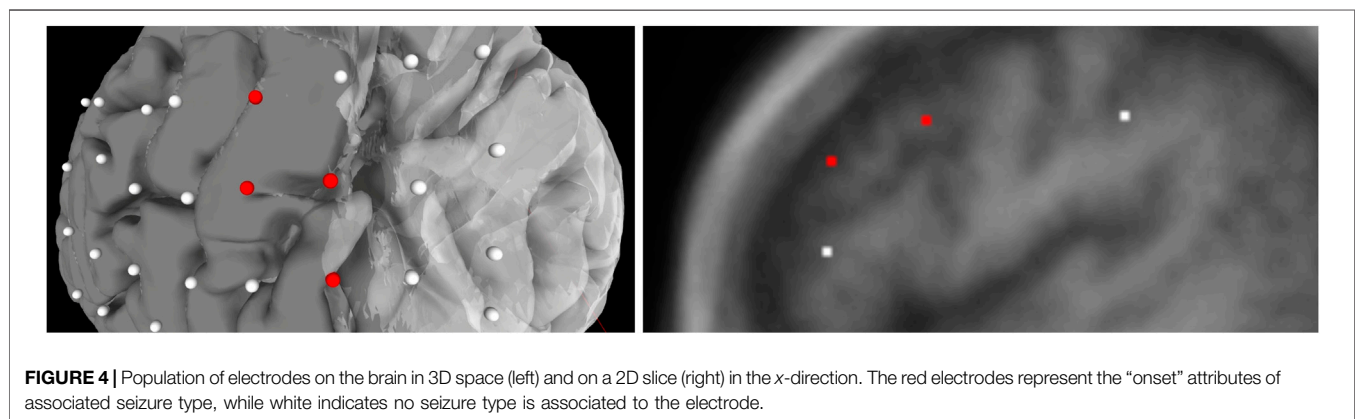 FIGURE 4 | Population of electrodes on the brain in 3D space (left) and on a 2D slice (right) in the x-direction. The red electrodes represent the “onset” attributes of
associated seizure type, while white indicates no seizure type is associated to the electrode.